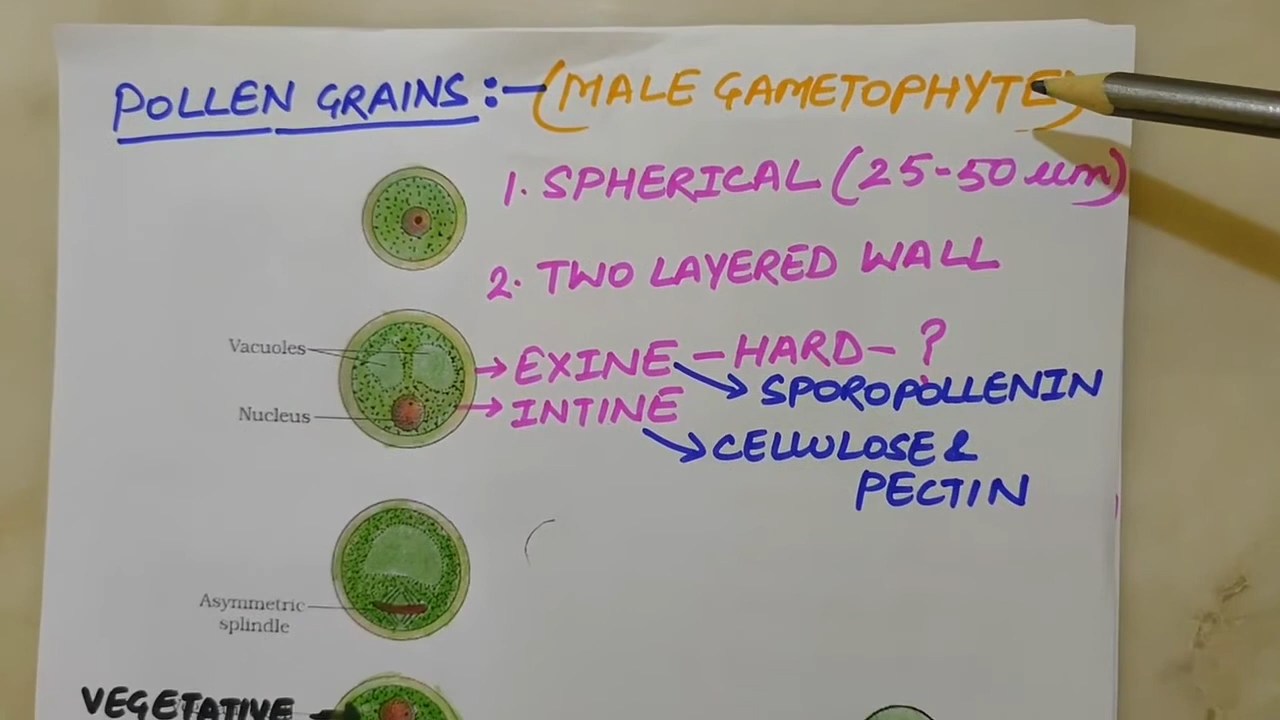 POLLEN GRAINS :- (MALE GAMETOPHYTE)
1. SPHERICAL (25-50 μm)
2. TWO LAYERED WALL
Vacuoles
→ EXINE - HARD - ?
→ SPOROPOLLENIN
Nucleus
→ INTINE
→ CELLULOSE &
PECTIN
Asymmetric
spindle
VEGETATIVE